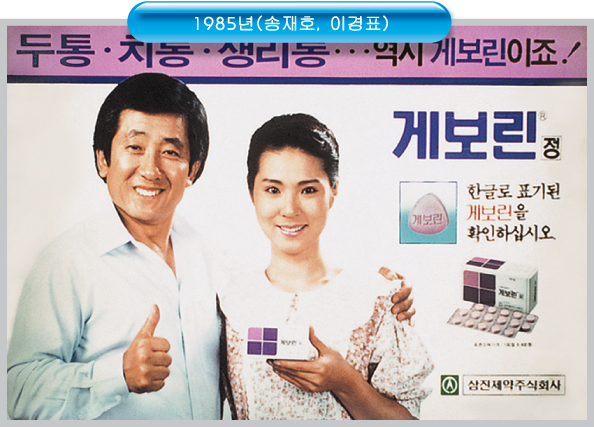 1985년(송재호, 이경표)
두통·치통·생리통…역시 게보린이죠!
게보린®
정
게보린
한글로 표기된
게보린을
확인하십시오
게보린 정
삼진제약주식회사